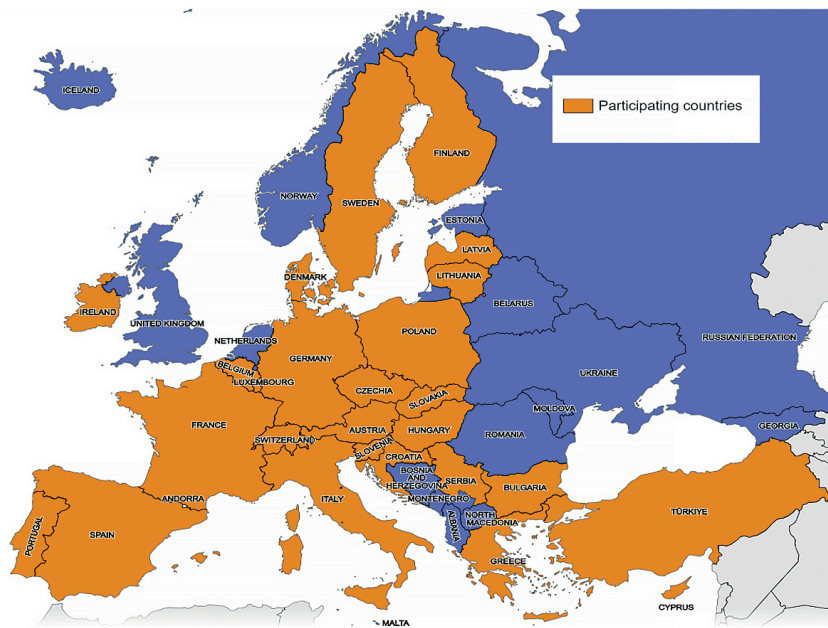 ICELAND
Participating countries
FINLAND
NORWAY
SWEDEN
ESTONIA
LATVIA
LITHUANIA
DENMARK
BELARUS
IRELAND
UNITED KINGDOM
NETHERLANDS
POLAND
RUSSIAN FEDERATION
GERMANY
BELGIUM
LUXEMBOURG
UKRAINE
CZECHIA
SLOVAKIA
MOLDOVA
FRANCE
AUSTRIA
HUNGARY
GEORGIA
ROMANIA
SWITZERLAND
SLOVENIA
CROATIA
BOSNIA
AND
HERZEGOVINA
SERBIA
BULGARIA
ANDORRA
ITALY
MONTENEGRO
NORTH
MACEDONIA
ALBANIA
TÜRKIYE
PORTUGAL
SPAIN
GREECE
CYPRUS
MALTA